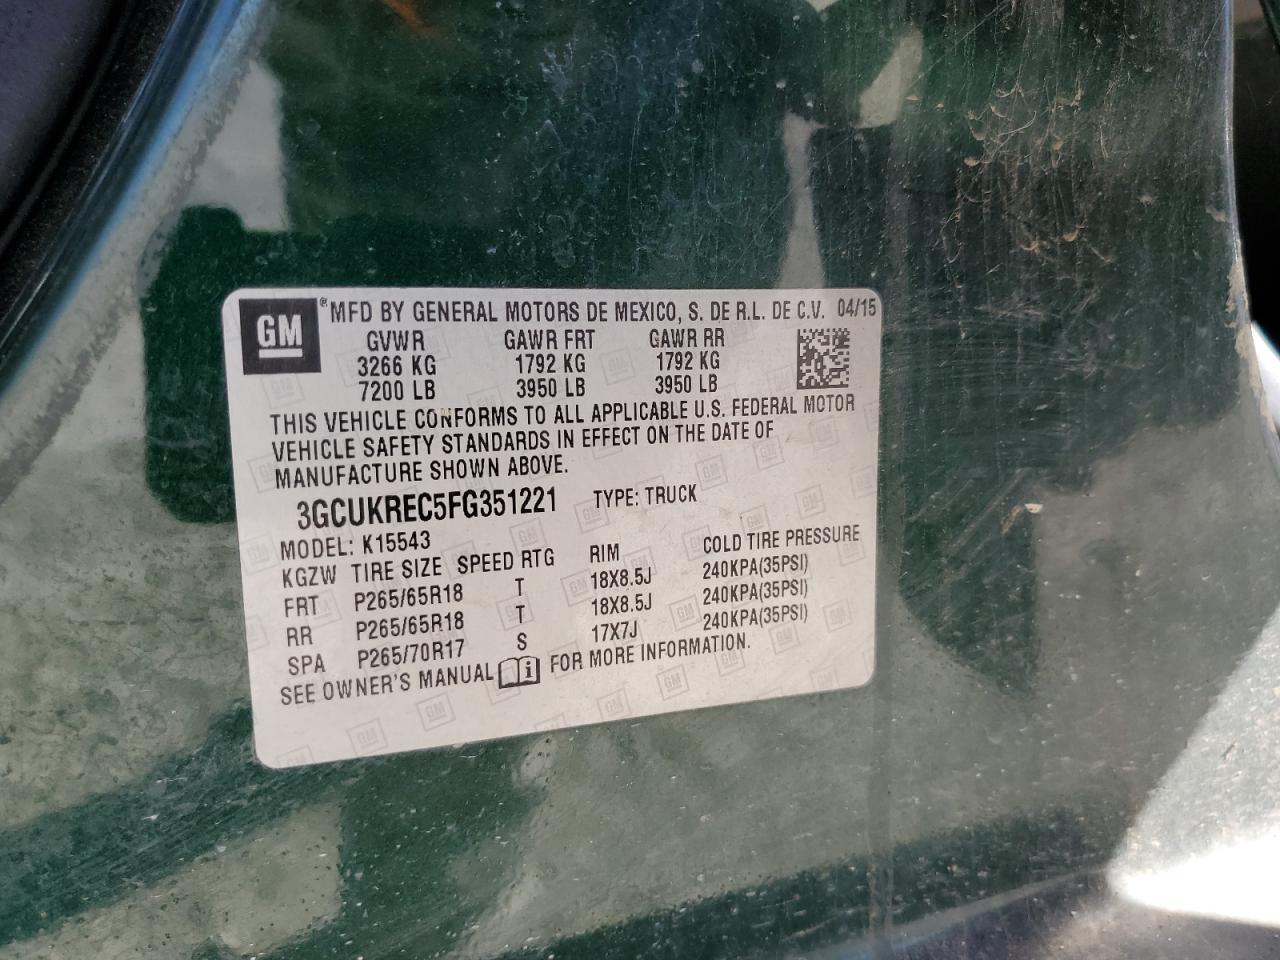 GM ® MFD BY GENERAL MOTORS DE MEXICO, S. DE R.L. DE C.V. 04/15
GVWR GAWR FRT GAWR RR
3266 KG 1792 KG 1792 KG
7200 LB 3950 LB 3950 LB
THIS VEHICLE CONFORMS TO ALL APPLICABLE U.S. FEDERAL MOTOR
VEHICLE SAFETY STANDARDS IN EFFECT ON THE DATE OF
MANUFACTURE SHOWN ABOVE.
3GCUKREC5FG351221 TYPE: TRUCK
MODEL: K15543
KGZW TIRE SIZE SPEED RTG RIM COLD TIRE PRESSURE
FRT P265/65R18 T 18X8.5J 240KPA(35PSI)
RR P265/65R18 T 18X8.5J 240KPA(35PSI)
SPA P265/70R17 S 17X7J 240KPA(35PSI)
SEE OWNER'S MANUAL i FOR MORE INFORMATION.